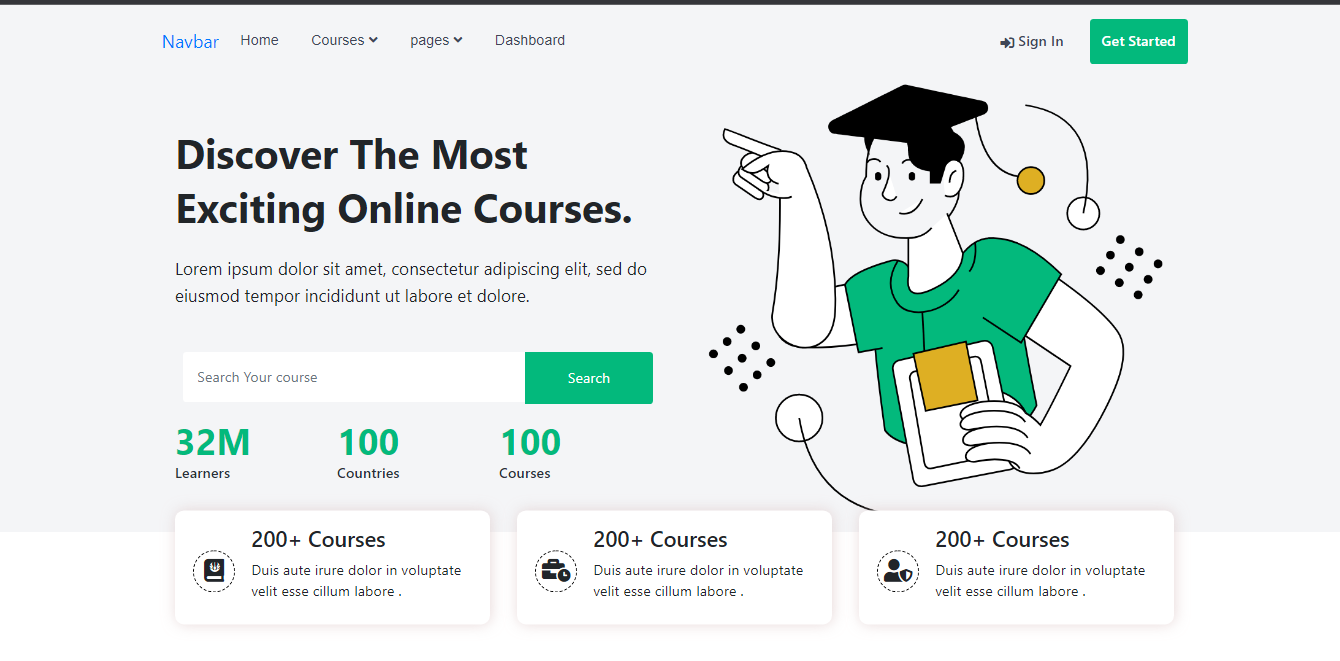 Navbar Home Courses pages Dashboard Sign In Get Started
Discover The Most
Exciting Online Courses.
Lorem ipsum dolor sit amet, consectetur adipiscing elit, sed do
eiusmod tempor incididunt ut labore et dolore.
Search Your course Search
32M 100 100
Learners Countries Courses
200+ Courses
Duis aute irure dolor in voluptate
velit esse cillum labore .
200+ Courses
Duis aute irure dolor in voluptate
velit esse cillum labore .
200+ Courses
Duis aute irure dolor in voluptate
velit esse cillum labore .